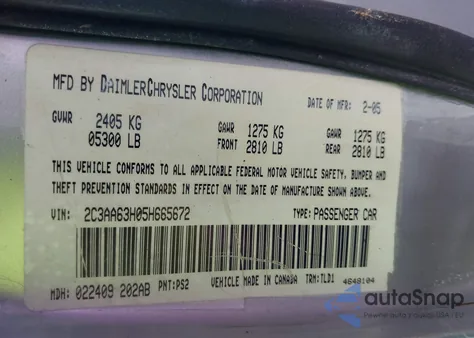 MFD BY DAIMLERCHRYSLER CORPORATION
DATE OF MFR: 2-05
GVWR 2405 KG GAWR 1275 KG GAWR 1275 KG
05300 LB FRONT 2810 LB REAR 2810 LB
THIS VEHICLE CONFORMS TO ALL APPLICABLE FEDERAL MOTOR VEHICLE SAFETY, BUMPER AND
THEFT PREVENTION STANDARDS IN EFFECT ON THE DATE OF MANUFACTURE SHOWN ABOVE.
VIN: 2C3AA63H05H665672 TYPE: PASSENGER CAR
MDH: 022409 202AB PNT: PS2 VEHICLE MADE IN CANADA TRM: TLD1 4648104
autoSnap